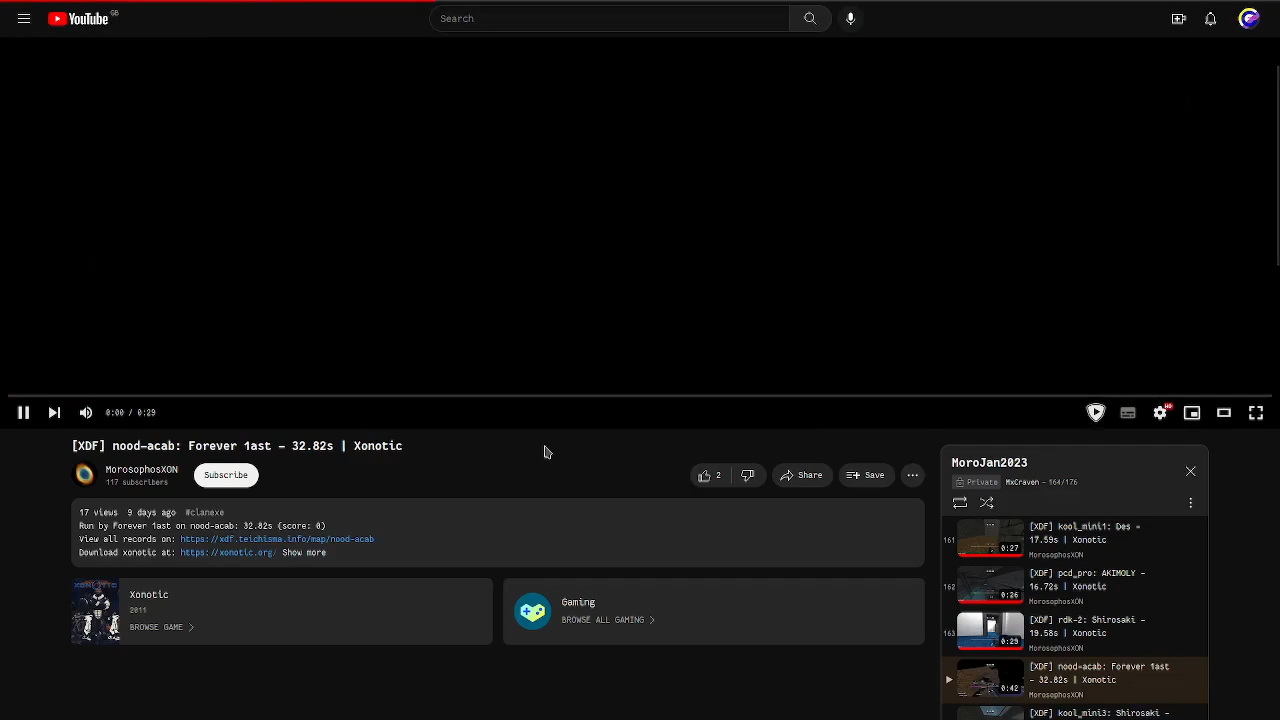 YouTube GB
Search
0:00 / 0:29
HD
[XDF] nood-acab: Forever 1ast - 32.82s | Xonotic
MorosophosXON
117 subscribers
Subscribe
2
Share
Save
17 views 9 days ago #clanexe
Run by Forever 1ast on nood-acab: 32.82s (score: 0)
View all records on: https://xdf.teichisma.info/map/nood-acab
Download xonotic at: https://xonotic.org/ Show more
Xonotic
2011
BROWSE GAME
Gaming
BROWSE ALL GAMING
MoroJan2023
Private MxCraven - 164/176
161
0:27
[XDF] kool_mini1: Des -
17.59s | Xonotic
MorosophosXON
162
0:26
[XDF] pcd_pro: AKIMOLY -
16.72s | Xonotic
MorosophosXON
163
0:29
[XDF] rdk-2: Shirosaki -
19.58s | Xonotic
MorosophosXON
0:42
[XDF] nood-acab: Forever 1ast
- 32.82s | Xonotic
MorosophosXON
[XDF] kool_mini3: Shirosaki -